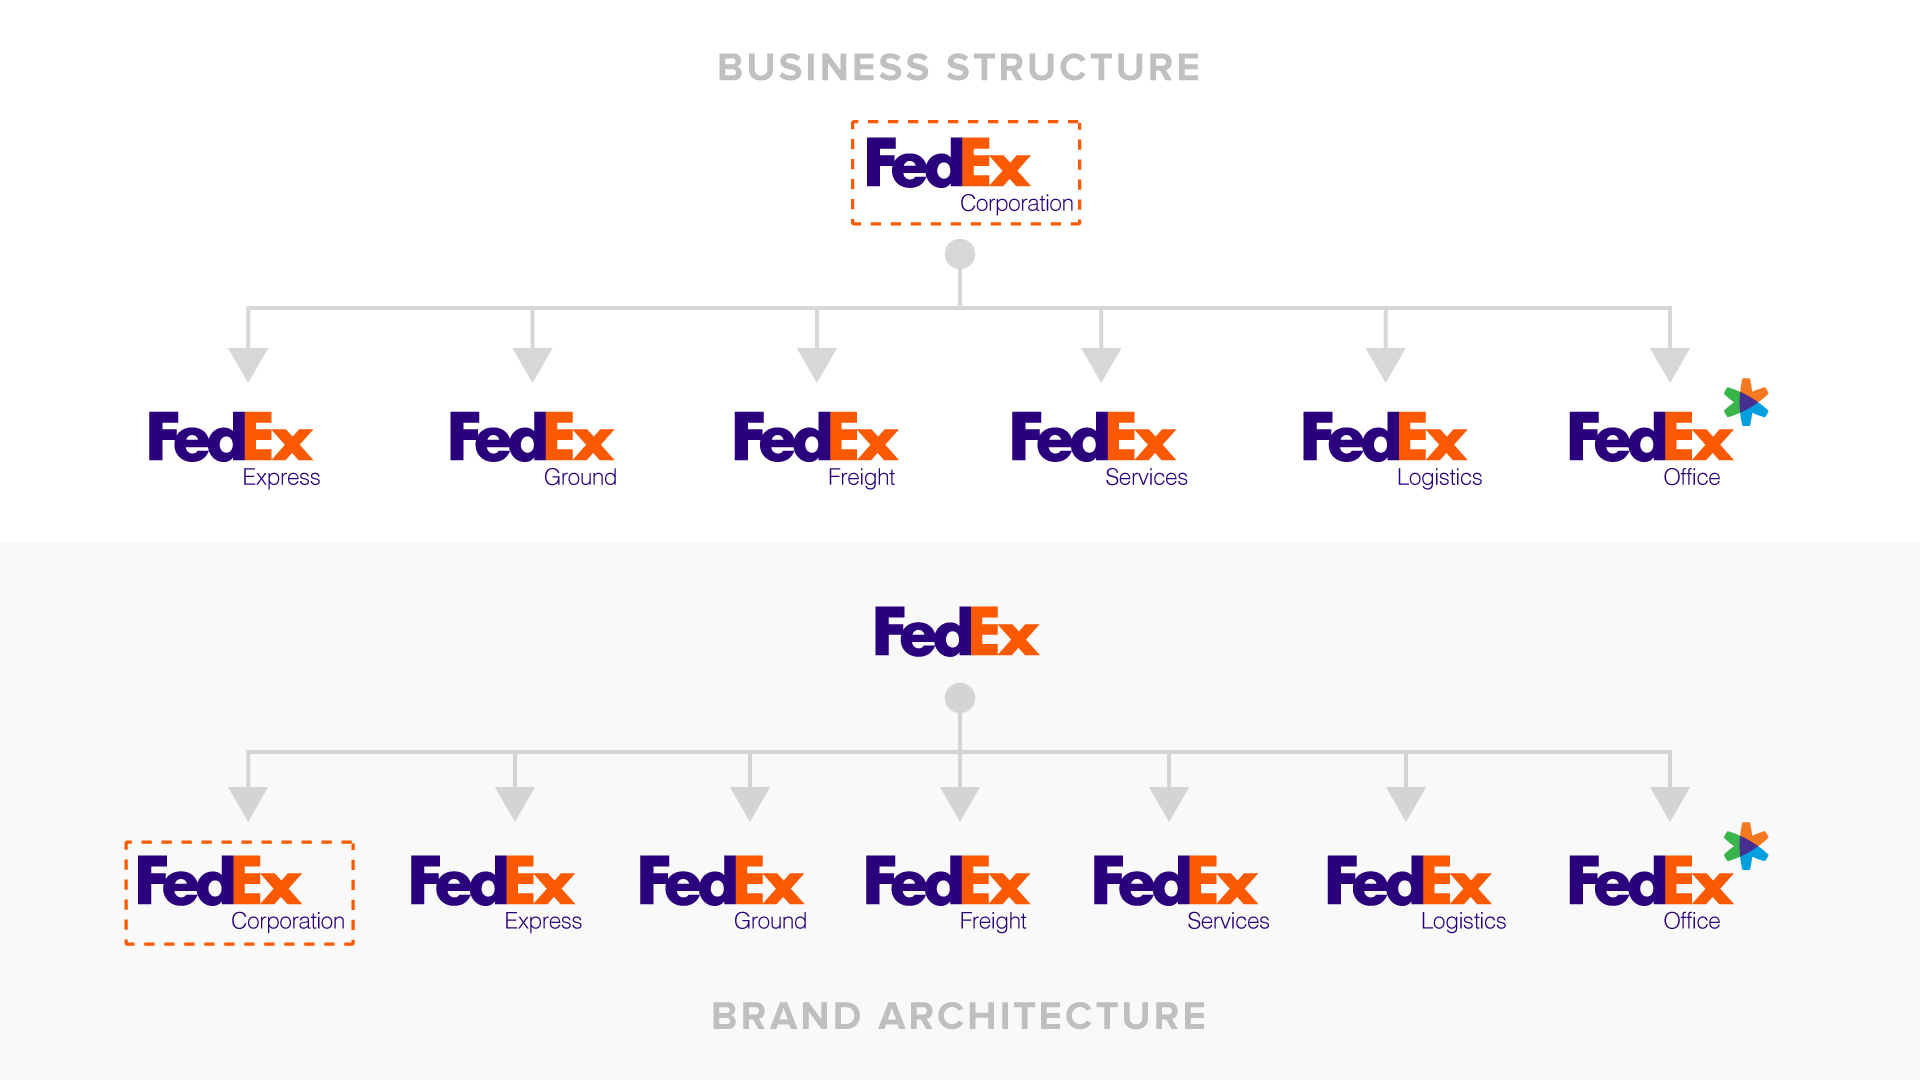 BUSINESS STRUCTURE
FedEx
Corporation
FedEx FedEx FedEx FedEx FedEx FedEx
Express Ground Freight Services Logistics Office
FedEx
FedEx FedEx FedEx FedEx FedEx FedEx FedEx
Corporation Express Ground Freight Services Logistics Office
BRAND ARCHITECTURE